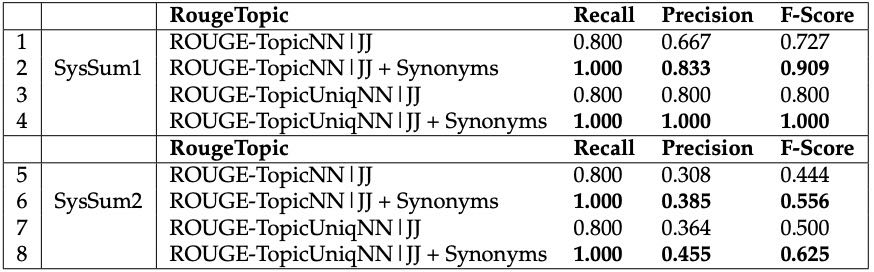 RougeTopic Recall Precision F-Score
1 ROUGE-TopicNN|JJ 0.800 0.667 0.727
2 SysSum1 ROUGE-TopicNN|JJ + Synonyms 1.000 0.833 0.909
3 ROUGE-TopicUniqNN|JJ 0.800 0.800 0.800
4 ROUGE-TopicUniqNN|JJ + Synonyms 1.000 1.000 1.000
RougeTopic Recall Precision F-Score
5 ROUGE-TopicNN|JJ 0.800 0.308 0.444
6 SysSum2 ROUGE-TopicNN|JJ + Synonyms 1.000 0.385 0.556
7 ROUGE-TopicUniqNN|JJ 0.800 0.364 0.500
8 ROUGE-TopicUniqNN|JJ + Synonyms 1.000 0.455 0.625